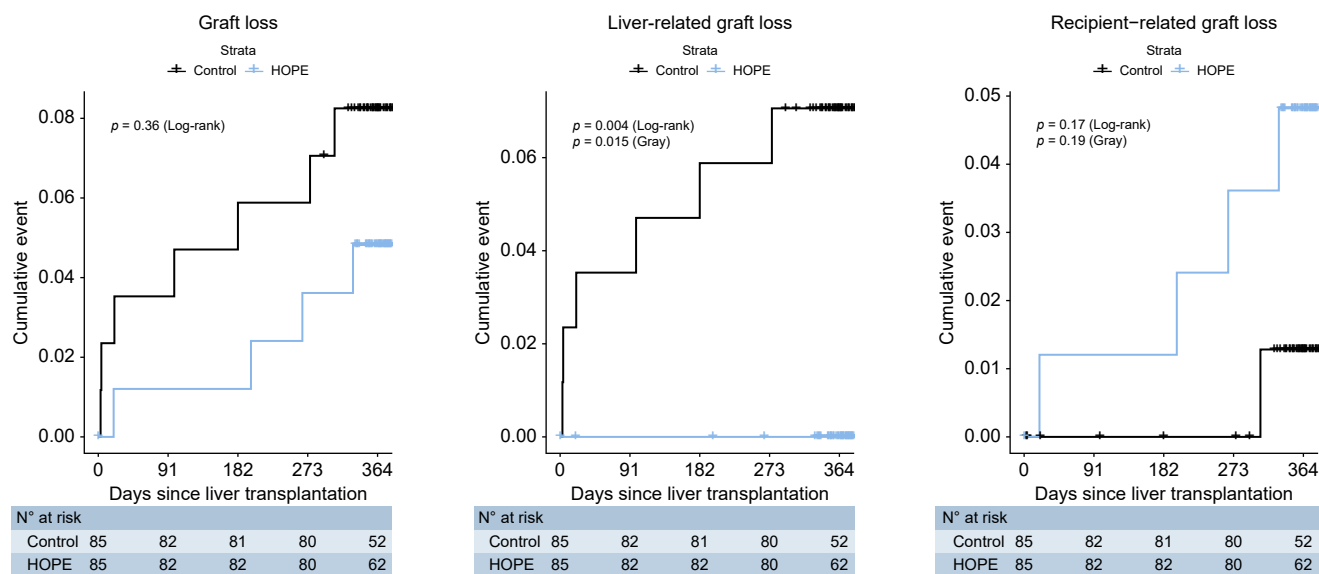 Graft loss
Strata
Control HOPE
p = 0.36 (Log-rank)
Cumulative event
0.08
0.06
0.04
0.02
0.00
0 91 182 273 364
Days since liver transplantation
N° at risk
Control 85 82 81 80 52
HOPE 85 82 82 80 62
Liver-related graft loss
Strata
Control HOPE
p = 0.004 (Log-rank)
p = 0.015 (Gray)
Cumulative event
0.06
0.04
0.02
0.00
0 91 182 273 364
Days since liver transplantation
N° at risk
Control 85 82 81 80 52
HOPE 85 82 82 80 62
Recipient−related graft loss
Strata
Control HOPE
p = 0.17 (Log-rank)
p = 0.19 (Gray)
Cumulative event
0.05
0.04
0.03
0.02
0.01
0.00
0 91 182 273 364
Days since liver transplantation
N° at risk
Control 85 82 81 80 52
HOPE 85 82 82 80 62